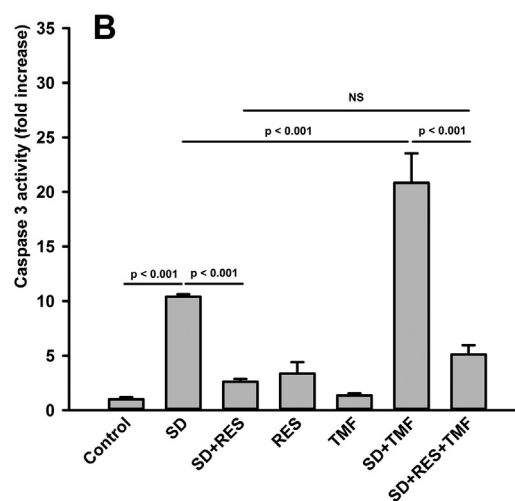 B
Caspase 3 activity (fold increase)
35
30
25
20
15
10
5
0
NS
p < 0.001
p < 0.001
p < 0.001
p < 0.001
Control
SD
SD+RES
RES
TMF
SD+TMF
SD+RES+TMF